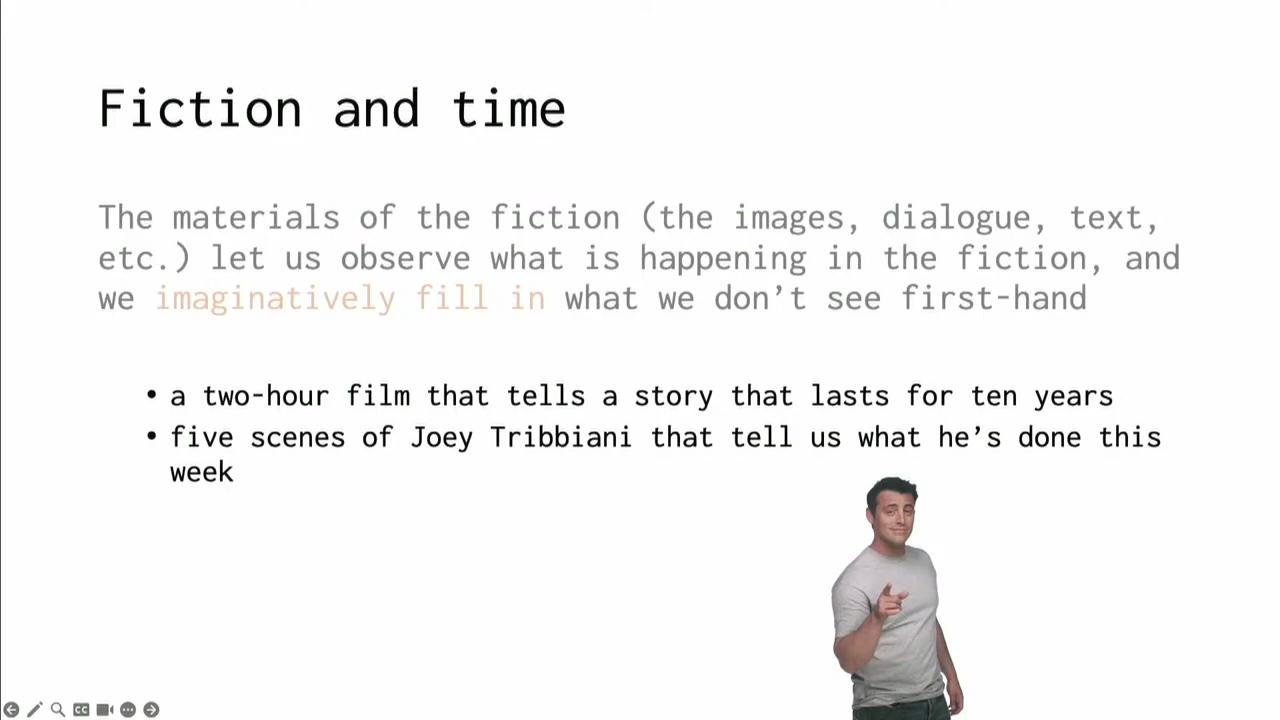 Fiction and time
The materials of the fiction (the images, dialogue, text,
etc.) let us observe what is happening in the fiction, and
we imaginatively fill in what we don’t see first-hand
• a two-hour film that tells a story that lasts for ten years
• five scenes of Joey Tribbiani that tell us what he’s done this
week
CC